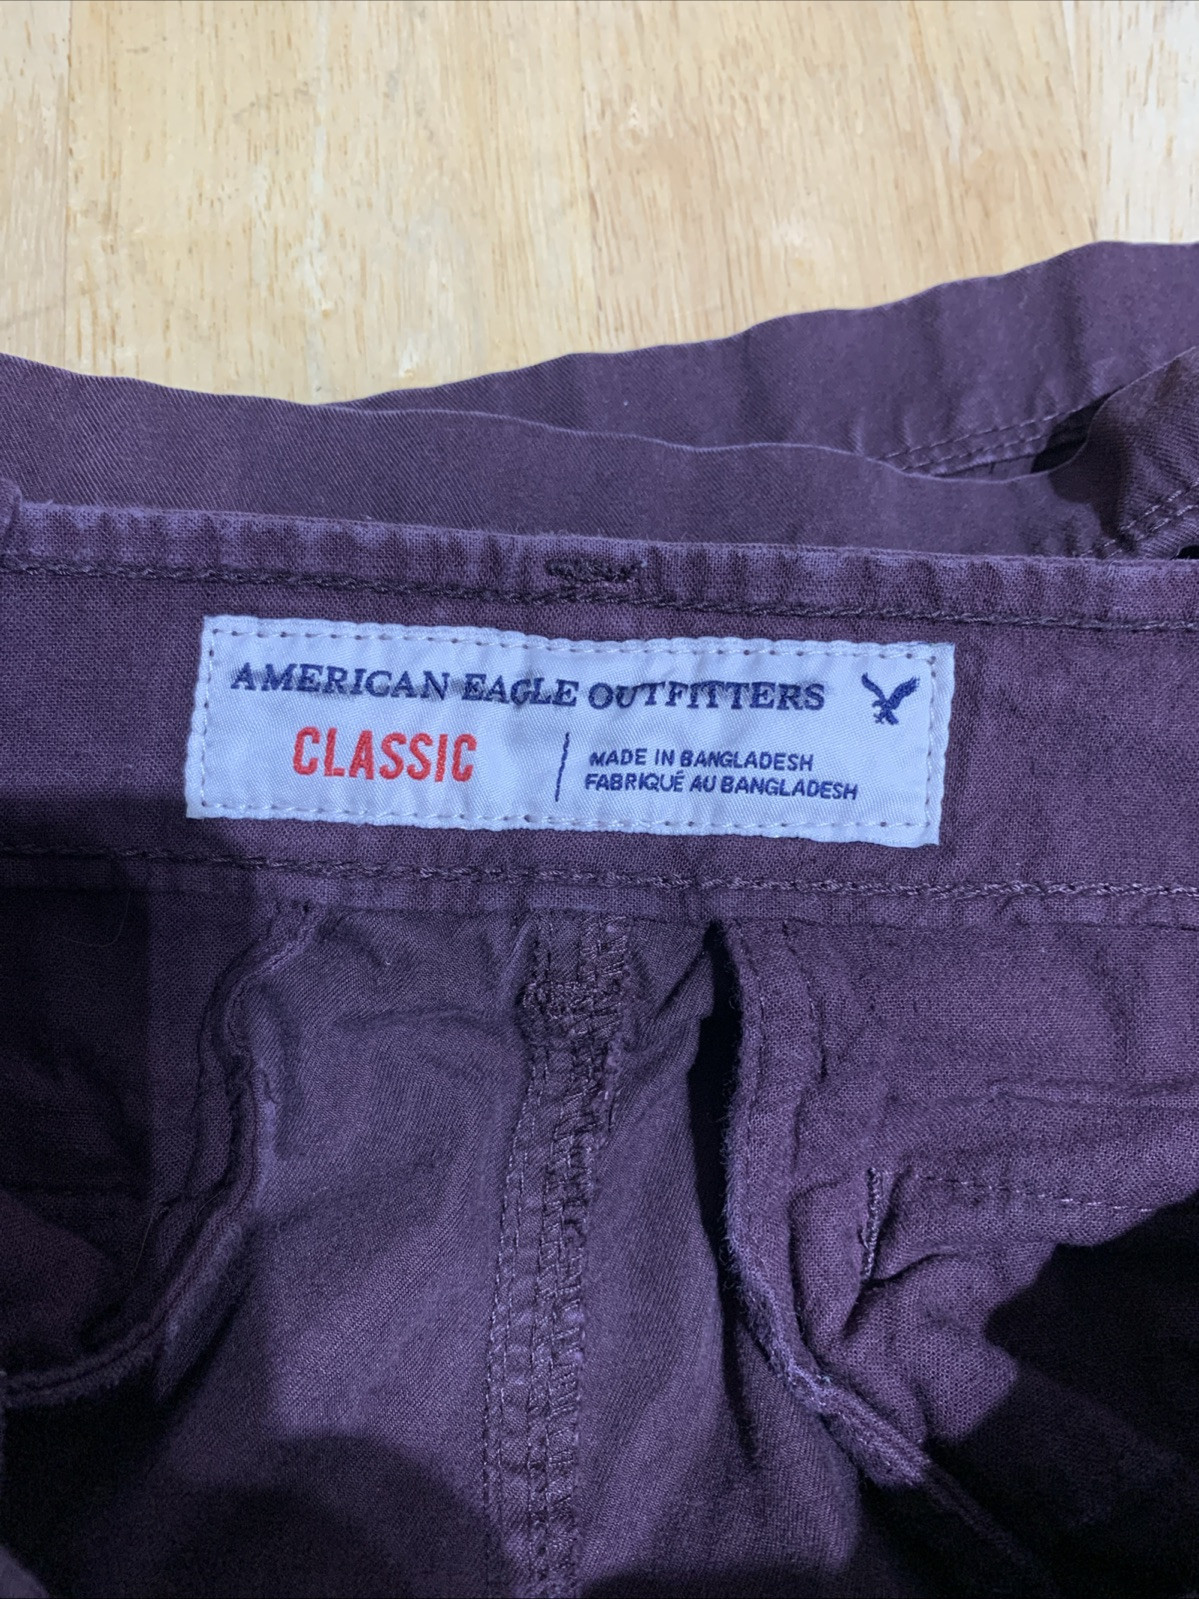 AMERICAN EAGLE OUTFITTERS
CLASSIC
MADE IN BANGLADESH
FABRIQUÉ AU BANGLADESH